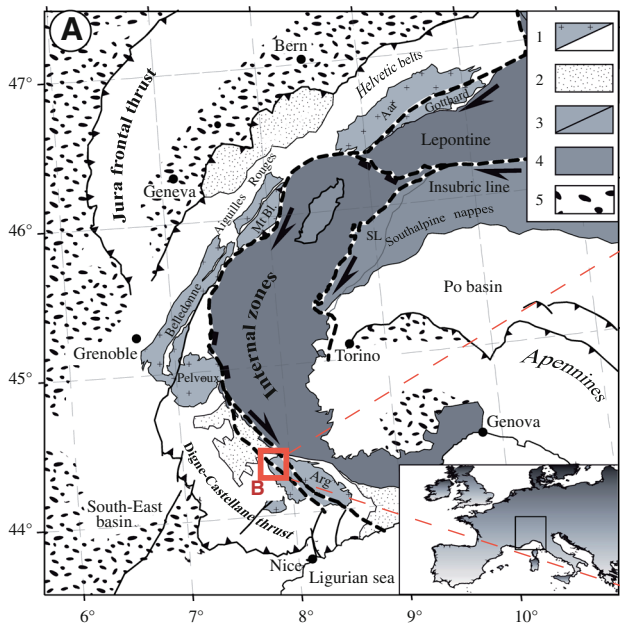 A
Bern
1
47°
Helvetic belts
2
Jura frontal thrust
Aar
Gotthard
3
Lepontine
4
Geneva
Aiguilles Rouges
Mt Bl.
Insubric line
5
46°
SL
Southalpine nappes
Belledonne
Internal zones
Po basin
Grenoble
Torino
Apennines
45°
Pelvoux
Genova
Digne-Castellane thrust
B
Arg
South-East
basin
44°
Nice
Ligurian sea
6°
7°
8°
9°
10°